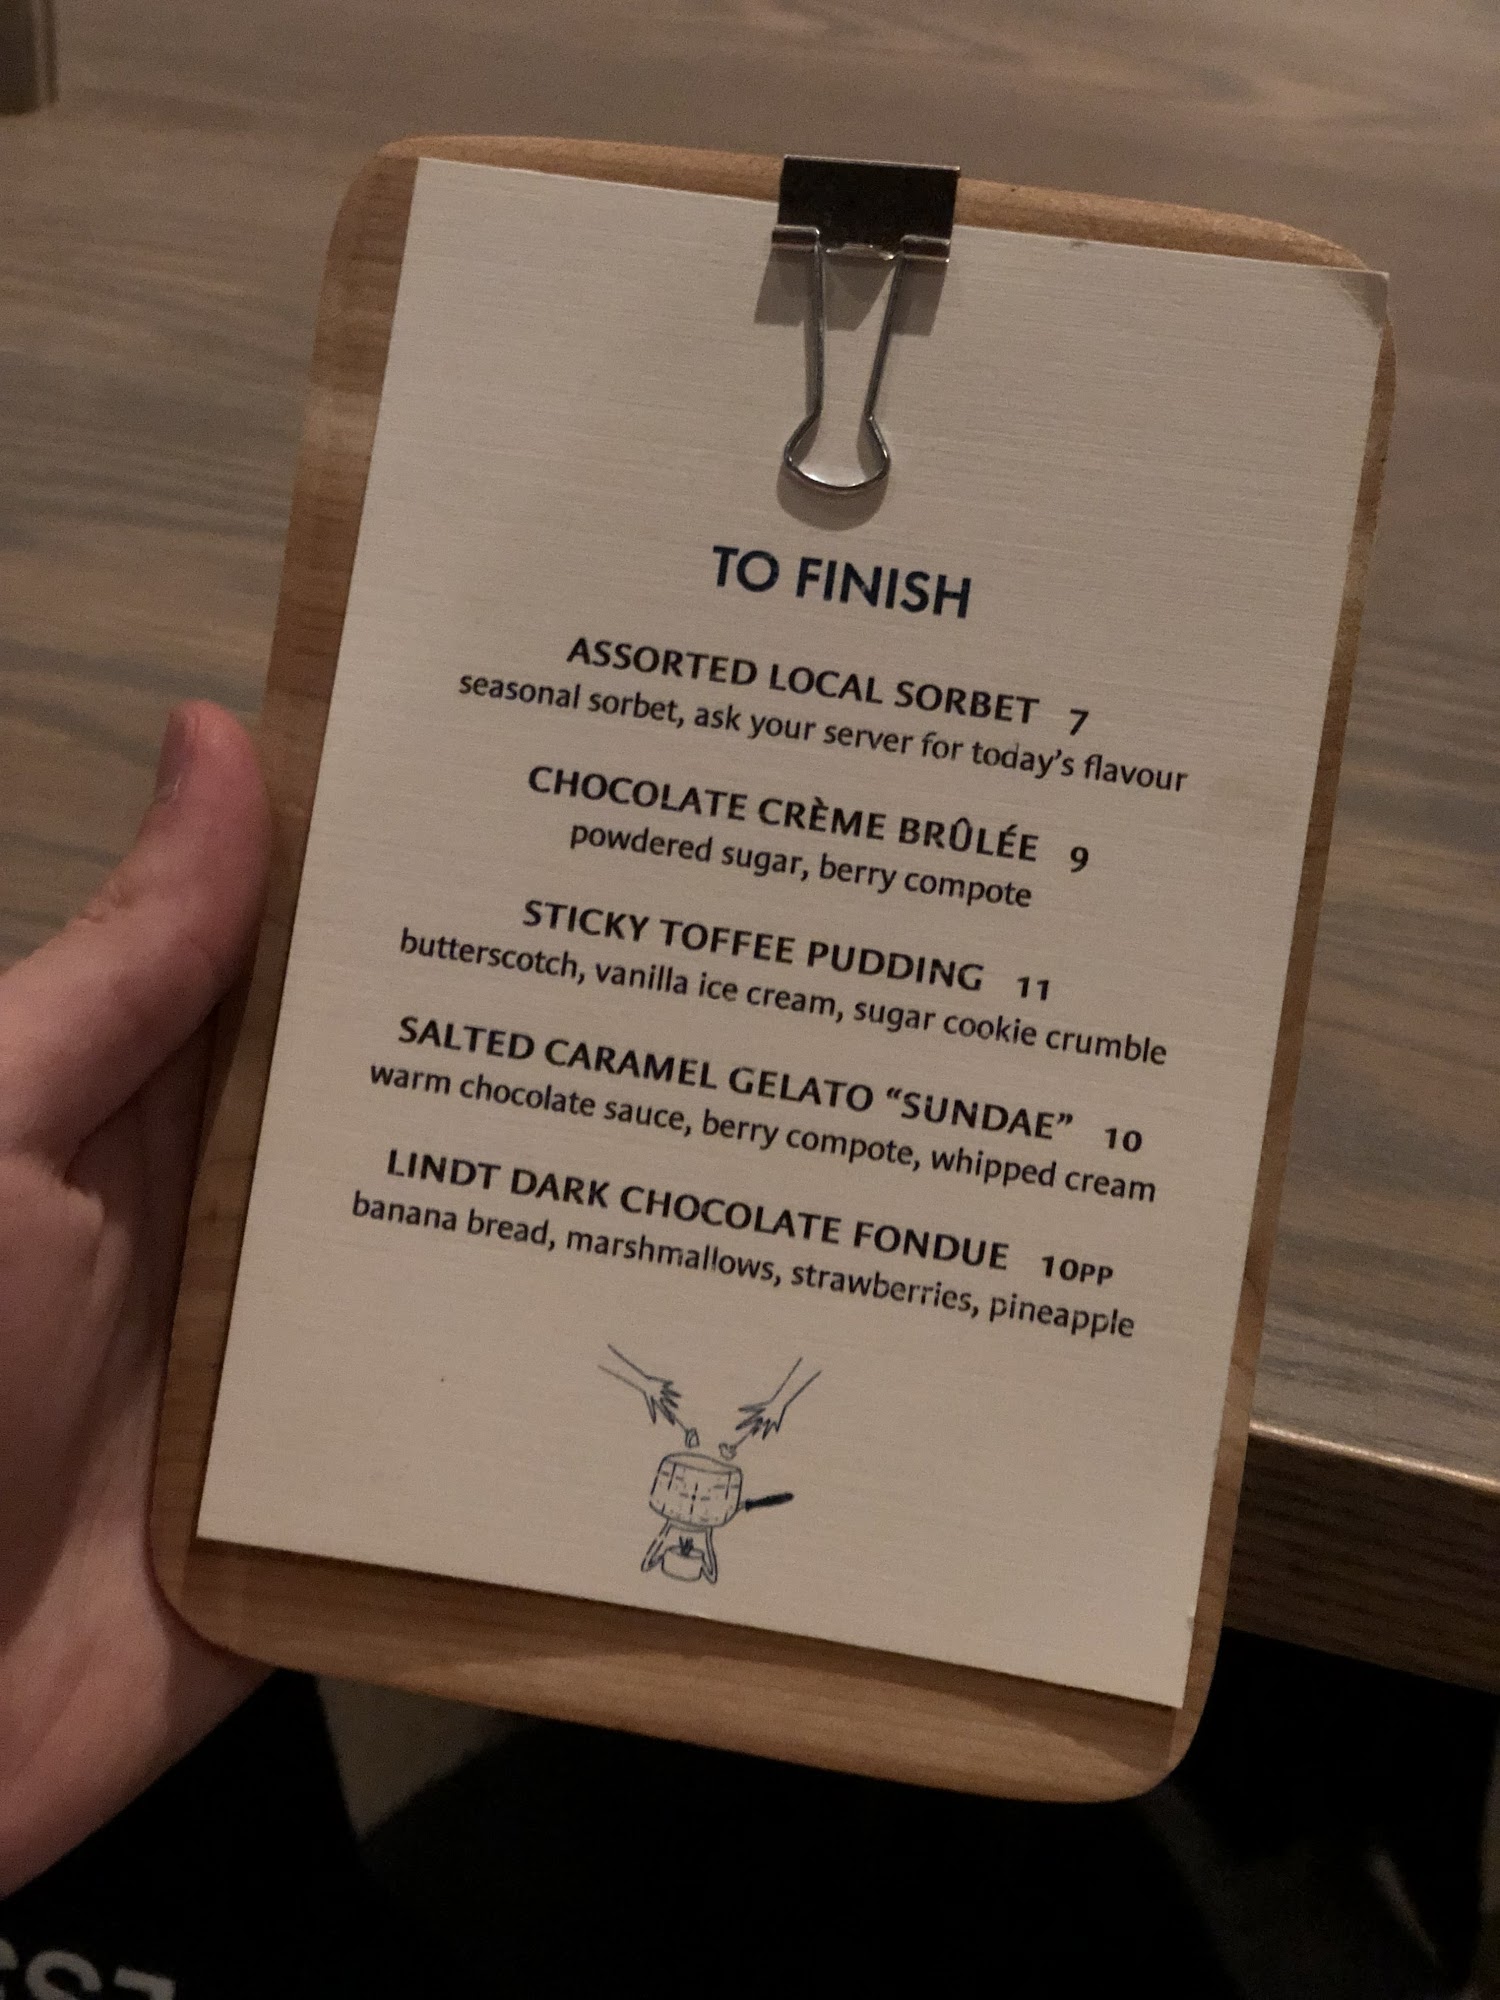 TO FINISH
ASSORTED LOCAL SORBET 7
seasonal sorbet, ask your server for today's flavour
CHOCOLATE CRÈME BRÛLÉE 9
powdered sugar, berry compote
STICKY TOFFEE PUDDING 11
butterscotch, vanilla ice cream, sugar cookie crumble
SALTED CARAMEL GELATO “SUNDAE” 10
warm chocolate sauce, berry compote, whipped cream
LINDT DARK CHOCOLATE FONDUE 10PP
banana bread, marshmallows, strawberries, pineapple